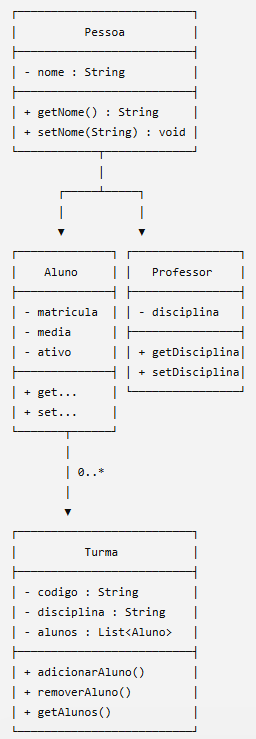 Pessoa
- nome : String
+ getNome() : String
+ setNome(String) : void
Aluno
- matricula
- media
- ativo
+ get...
+ set...
Professor
- disciplina
+ getDisciplina
+ setDisciplina
0..*
Turma
- codigo : String
- disciplina : String
- alunos : List<Aluno>
+ adicionarAluno()
+ removerAluno()
+ getAlunos()